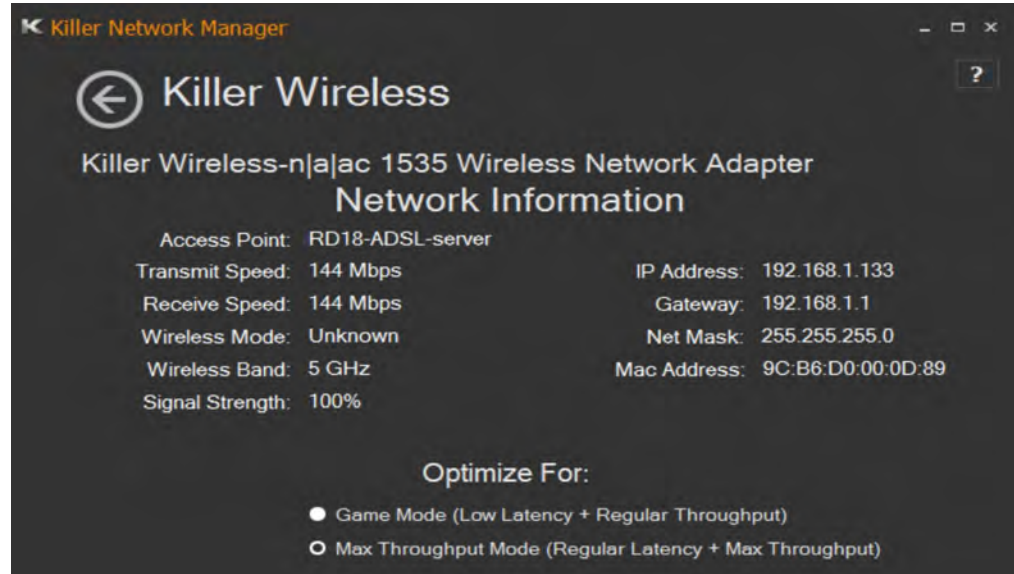 Killer Network Manager
?
Killer Wireless
Killer Wireless-n|a|ac 1535 Wireless Network Adapter
Network Information
Access Point: RD18-ADSL-server
Transmit Speed: 144 Mbps IP Address: 192.168.1.133
Receive Speed: 144 Mbps Gateway: 192.168.1.1
Wireless Mode: Unknown Net Mask: 255.255.255.0
Wireless Band: 5 GHz Mac Address: 9C:B6:D0:00:0D:89
Signal Strength: 100%
Optimize For:
Game Mode (Low Latency + Regular Throughput)
Max Throughput Mode (Regular Latency + Max Throughput)